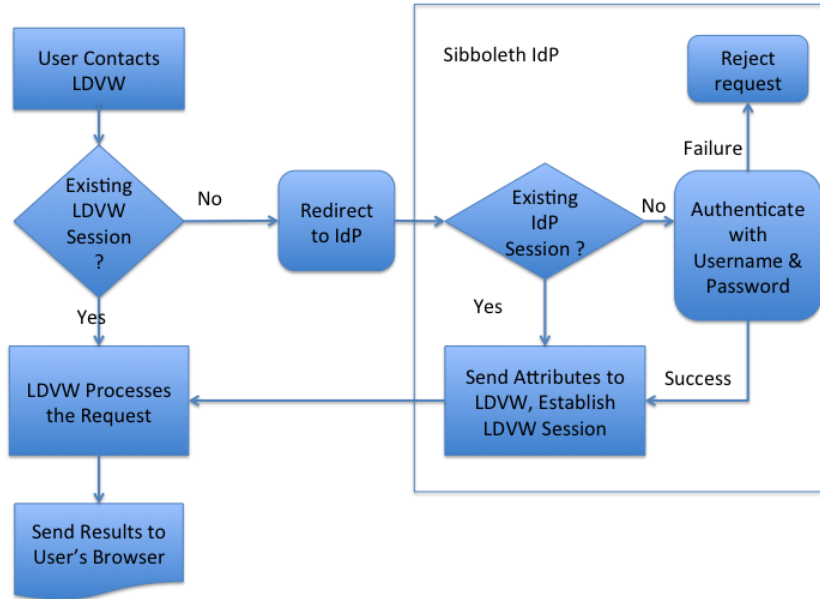 User Contacts
LDVW
Existing
LDVW
Session
?
No
Yes
Redirect
to IdP
Sibboleth IdP
Existing
IdP
Session ?
No
Yes
Authenticate
with
Username &
Password
Failure
Reject
request
Success
Send Attributes to
LDVW, Establish
LDVW Session
LDVW Processes
the Request
Send Results to
User’s Browser